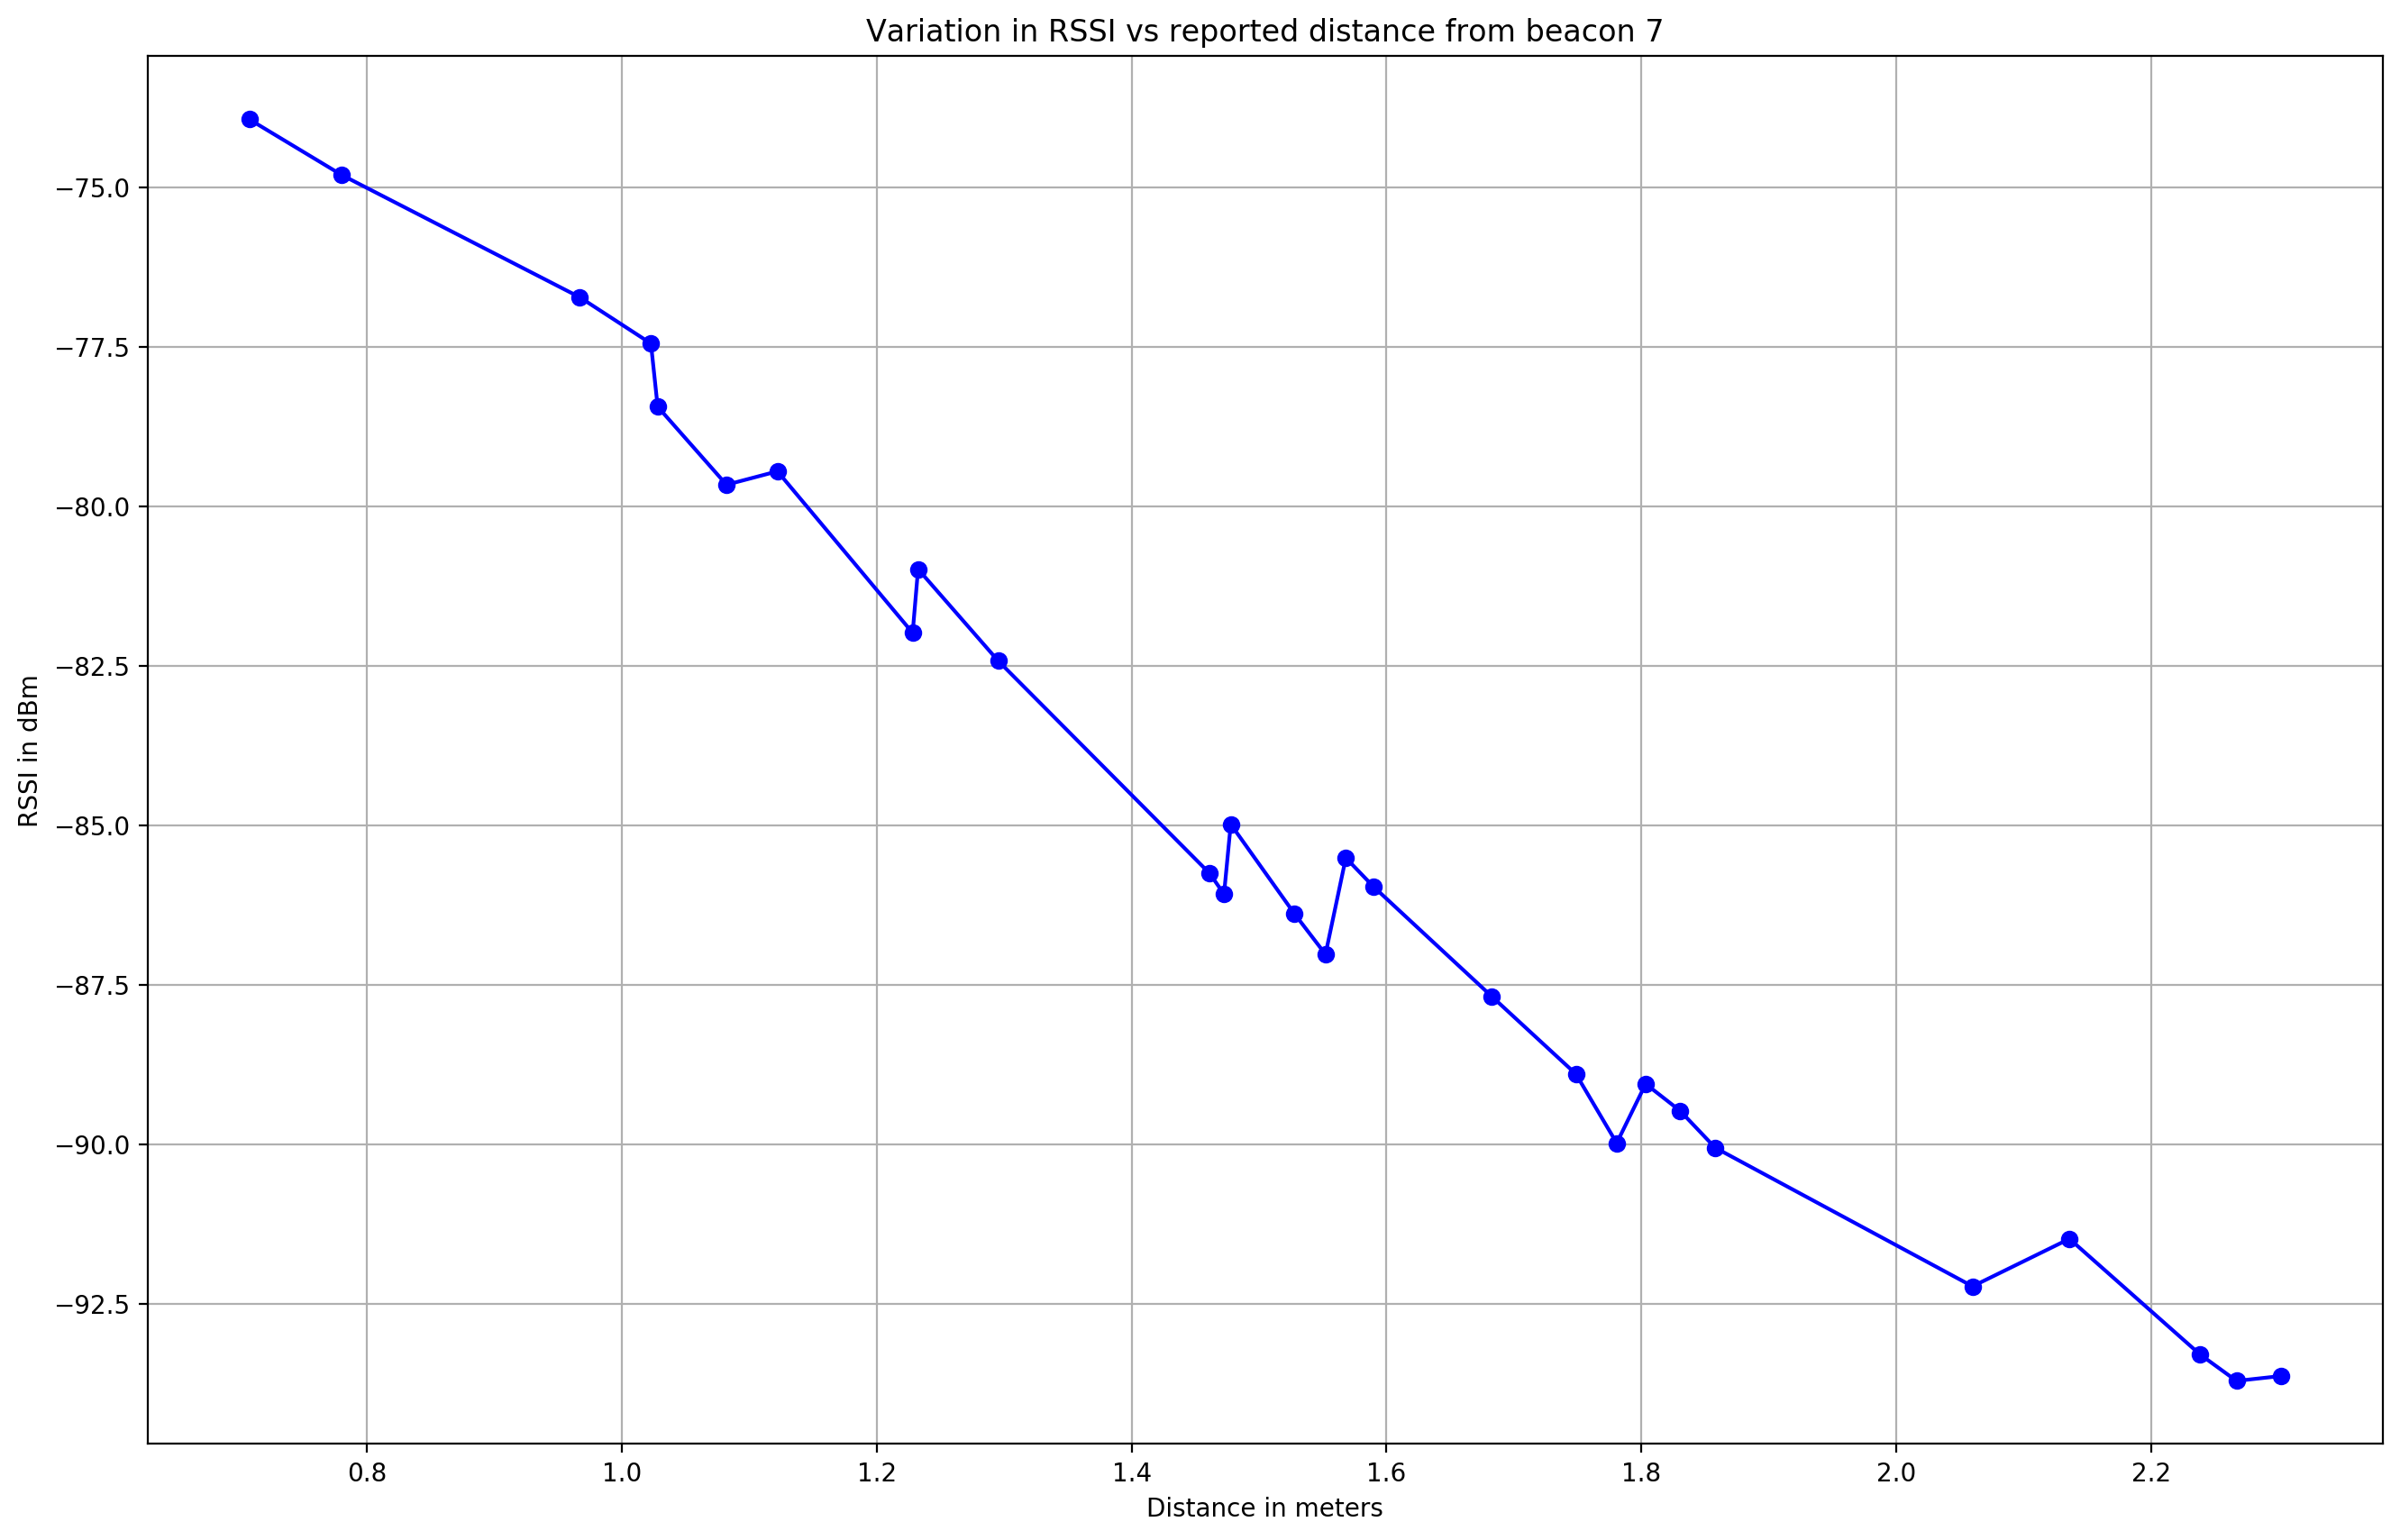 Variation in RSSI vs reported distance from beacon 7
−75.0
−77.5
−80.0
−82.5
−85.0
−87.5
−90.0
−92.5
RSSI in dBm
0.8 1.0 1.2 1.4 1.6 1.8 2.0 2.2
Distance in meters